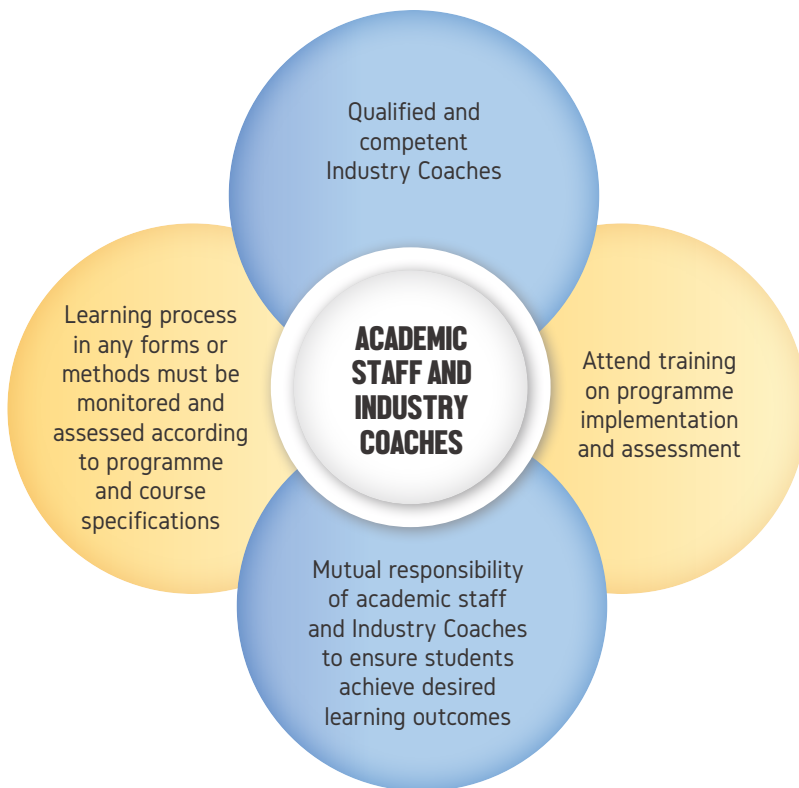 Qualified and
competent
Industry Coaches
Learning process
in any forms or
methods must be
monitored and
assessed according
to programme
and course
specifications
ACADEMIC
STAFF AND
INDUSTRY
COACHES
Attend training
on programme
implementation
and assessment
Mutual responsibility
of academic staff
and Industry Coaches
to ensure students
achieve desired
learning outcomes